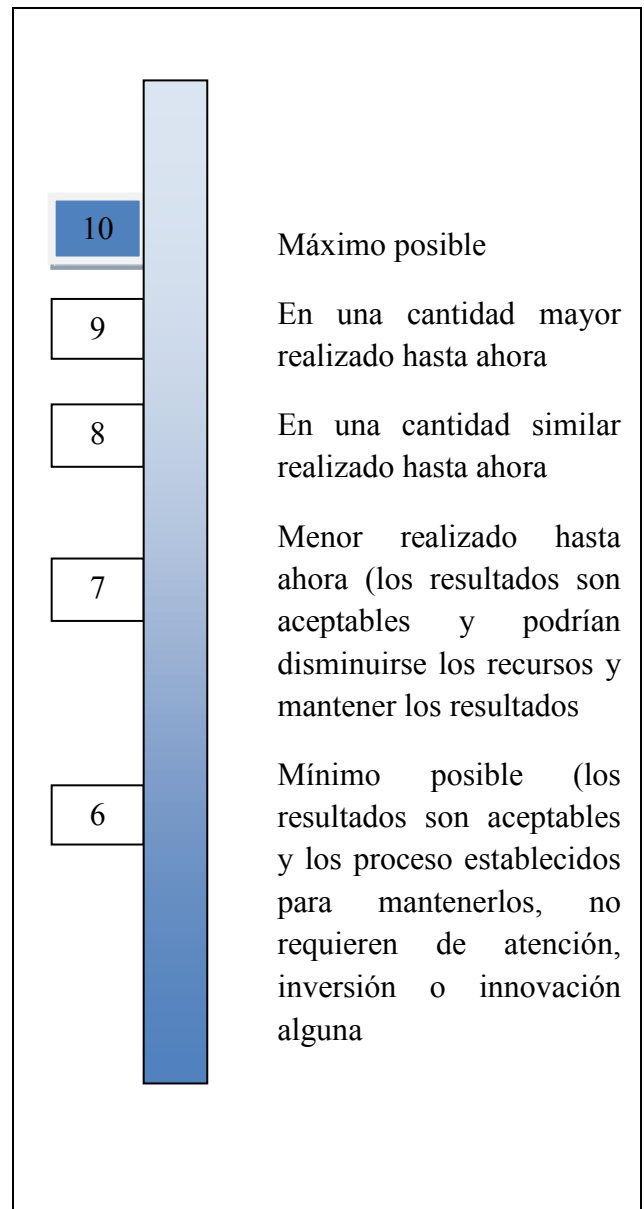 10
Máximo posible
9
En una cantidad mayor
realizado hasta ahora
8
En una cantidad similar
realizado hasta ahora
7
Menor realizado hasta
ahora (los resultados son
aceptables y podrían
disminuirse los recursos y
mantener los resultados
6
Mínimo posible (los
resultados son aceptables
y los proceso establecidos
para mantenerlos, no
requieren de atención,
inversión o innovación
alguna